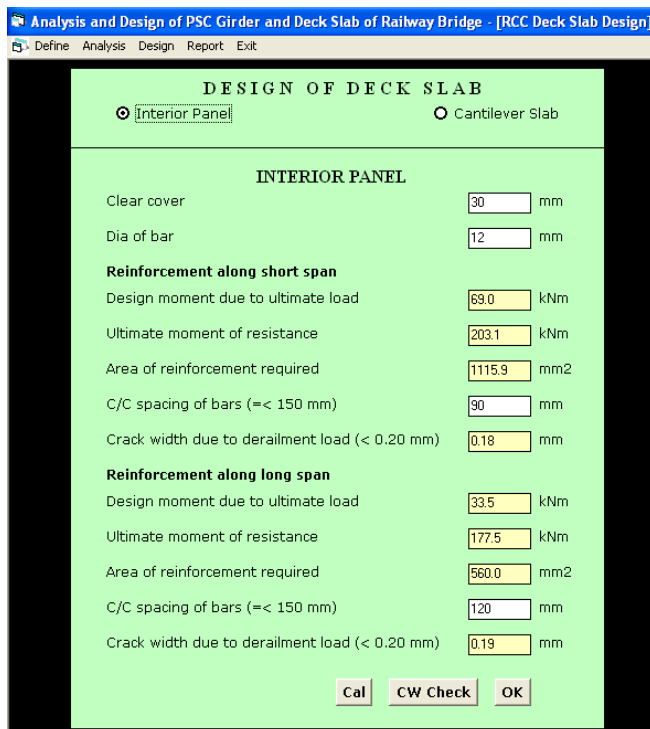 Analysis and Design of PSC Girder and Deck Slab of Railway Bridge - [RCC Deck Slab Design]
Define Analysis Design Report Exit
DESIGN OF DECK SLAB
Interior Panel Cantilever Slab
INTERIOR PANEL
Clear cover 30 mm
Dia of bar 12 mm
Reinforcement along short span
Design moment due to ultimate load 69.0 kNm
Ultimate moment of resistance 203.1 kNm
Area of reinforcement required 1115.9 mm2
C/C spacing of bars (=< 150 mm) 90 mm
Crack width due to derailment load (< 0.20 mm) 0.18 mm
Reinforcement along long span
Design moment due to ultimate load 33.5 kNm
Ultimate moment of resistance 177.5 kNm
Area of reinforcement required 560.0 mm2
C/C spacing of bars (=< 150 mm) 120 mm
Crack width due to derailment load (< 0.20 mm) 0.19 mm
Cal CW Check OK